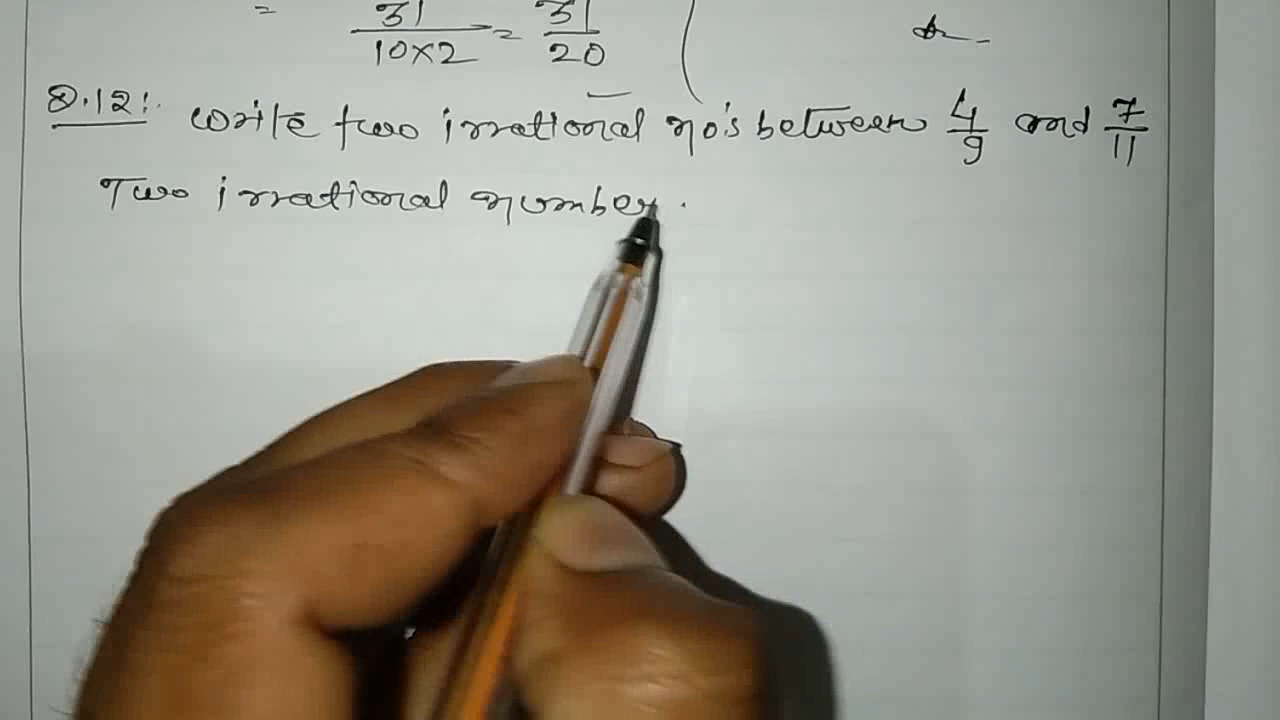 = 31/10×2 = 31/20
Q.12:. Write two irrational no's between 4/9 and 7/11
Two irrational number.